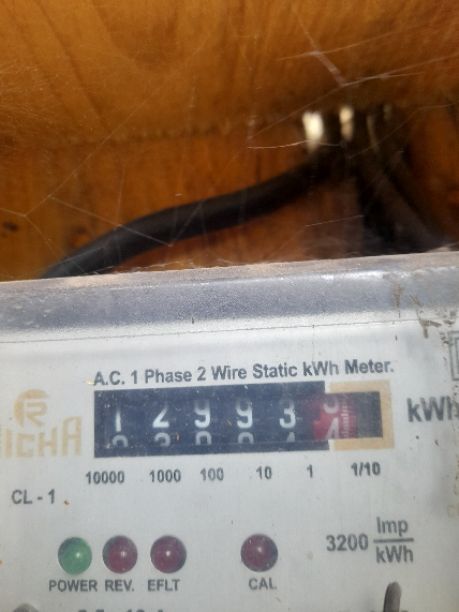 A.C. 1 Phase 2 Wire Static kWh Meter.
1 2 9 9 3
kWh
CL - 1
10000 1000 100 10 1 1/10
3200 Imp/kWh
POWER REV. EFLT CAL